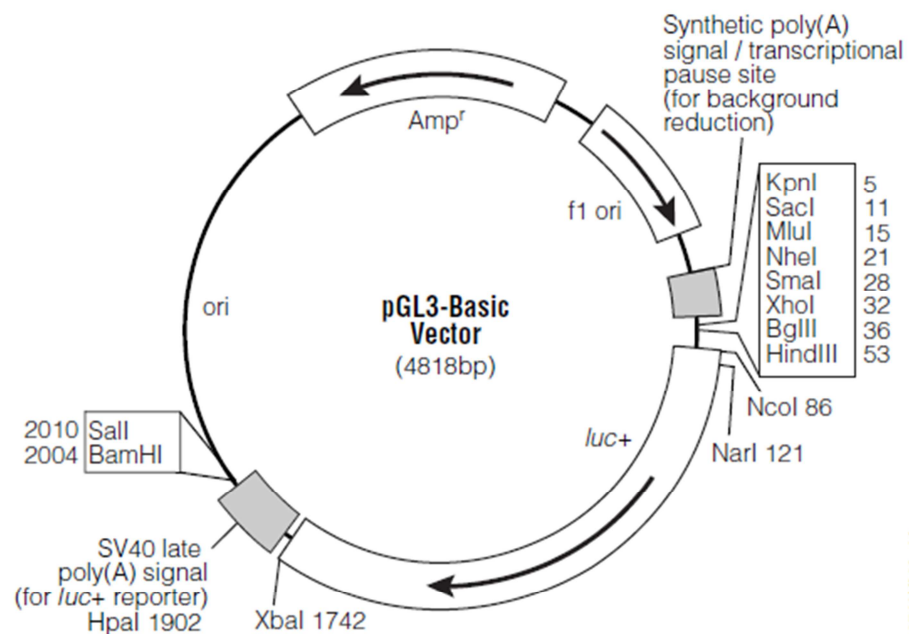 Synthetic poly(A)
signal / transcriptional
pause site
(for background
reduction)
Ampʳ
f1 ori
KpnI 5
SacI 11
MluI 15
NheI 21
SmaI 28
XhoI 32
BglII 36
HindIII 53
ori
pGL3-Basic
Vector
(4818bp)
NcoI 86
NarI 121
luc+
2010 SalI
2004 BamHI
SV40 late
poly(A) signal
(for luc+ reporter)
HpaI 1902
XbaI 1742